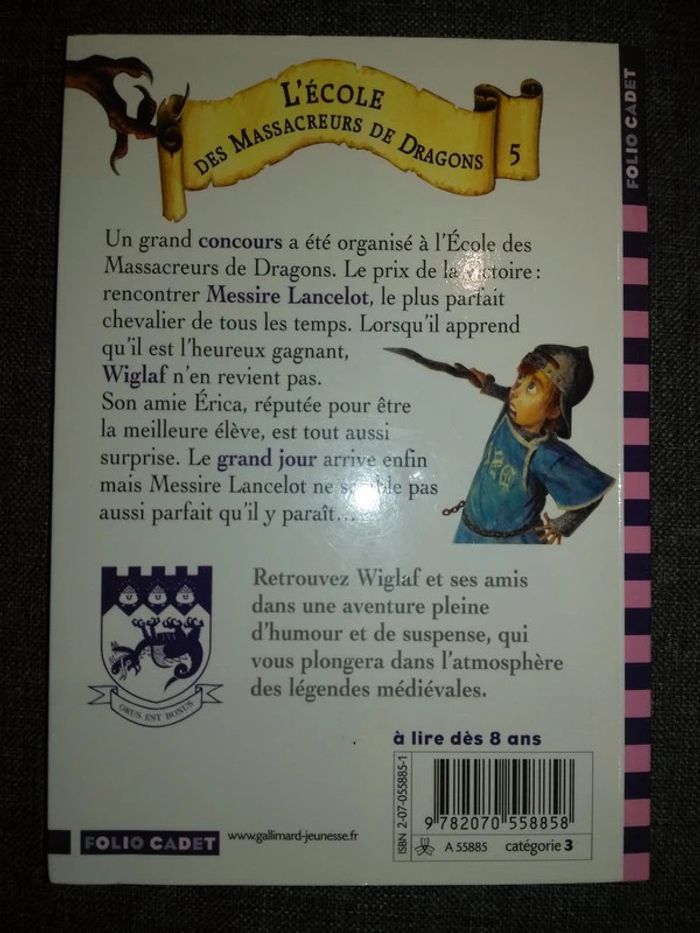 L'ÉCOLE
DES MASSACREURS DE DRAGONS 5
FOLIO CADET
Un grand concours a été organisé à l'École des
Massacreurs de Dragons. Le prix de la victoire :
rencontrer Messire Lancelot, le plus parfait
chevalier de tous les temps. Lorsqu'il apprend
qu'il est l'heureux gagnant,
Wiglaf n'en revient pas.
Son amie Érica, réputée pour être
la meilleure élève, est tout aussi
surprise. Le grand jour arrive enfin
mais Messire Lancelot ne semble pas
aussi parfait qu'il y paraît...
Retrouvez Wiglaf et ses amis
dans une aventure pleine
d'humour et de suspense, qui
vous plongera dans l'atmosphère
des légendes médiévales.
ORUS EST BONUS
à lire dès 8 ans
ISBN 2-07-055885-1
9 782070 558858
A 55885 catégorie 3
FOLIO CADET
www.gallimard-jeunesse.fr